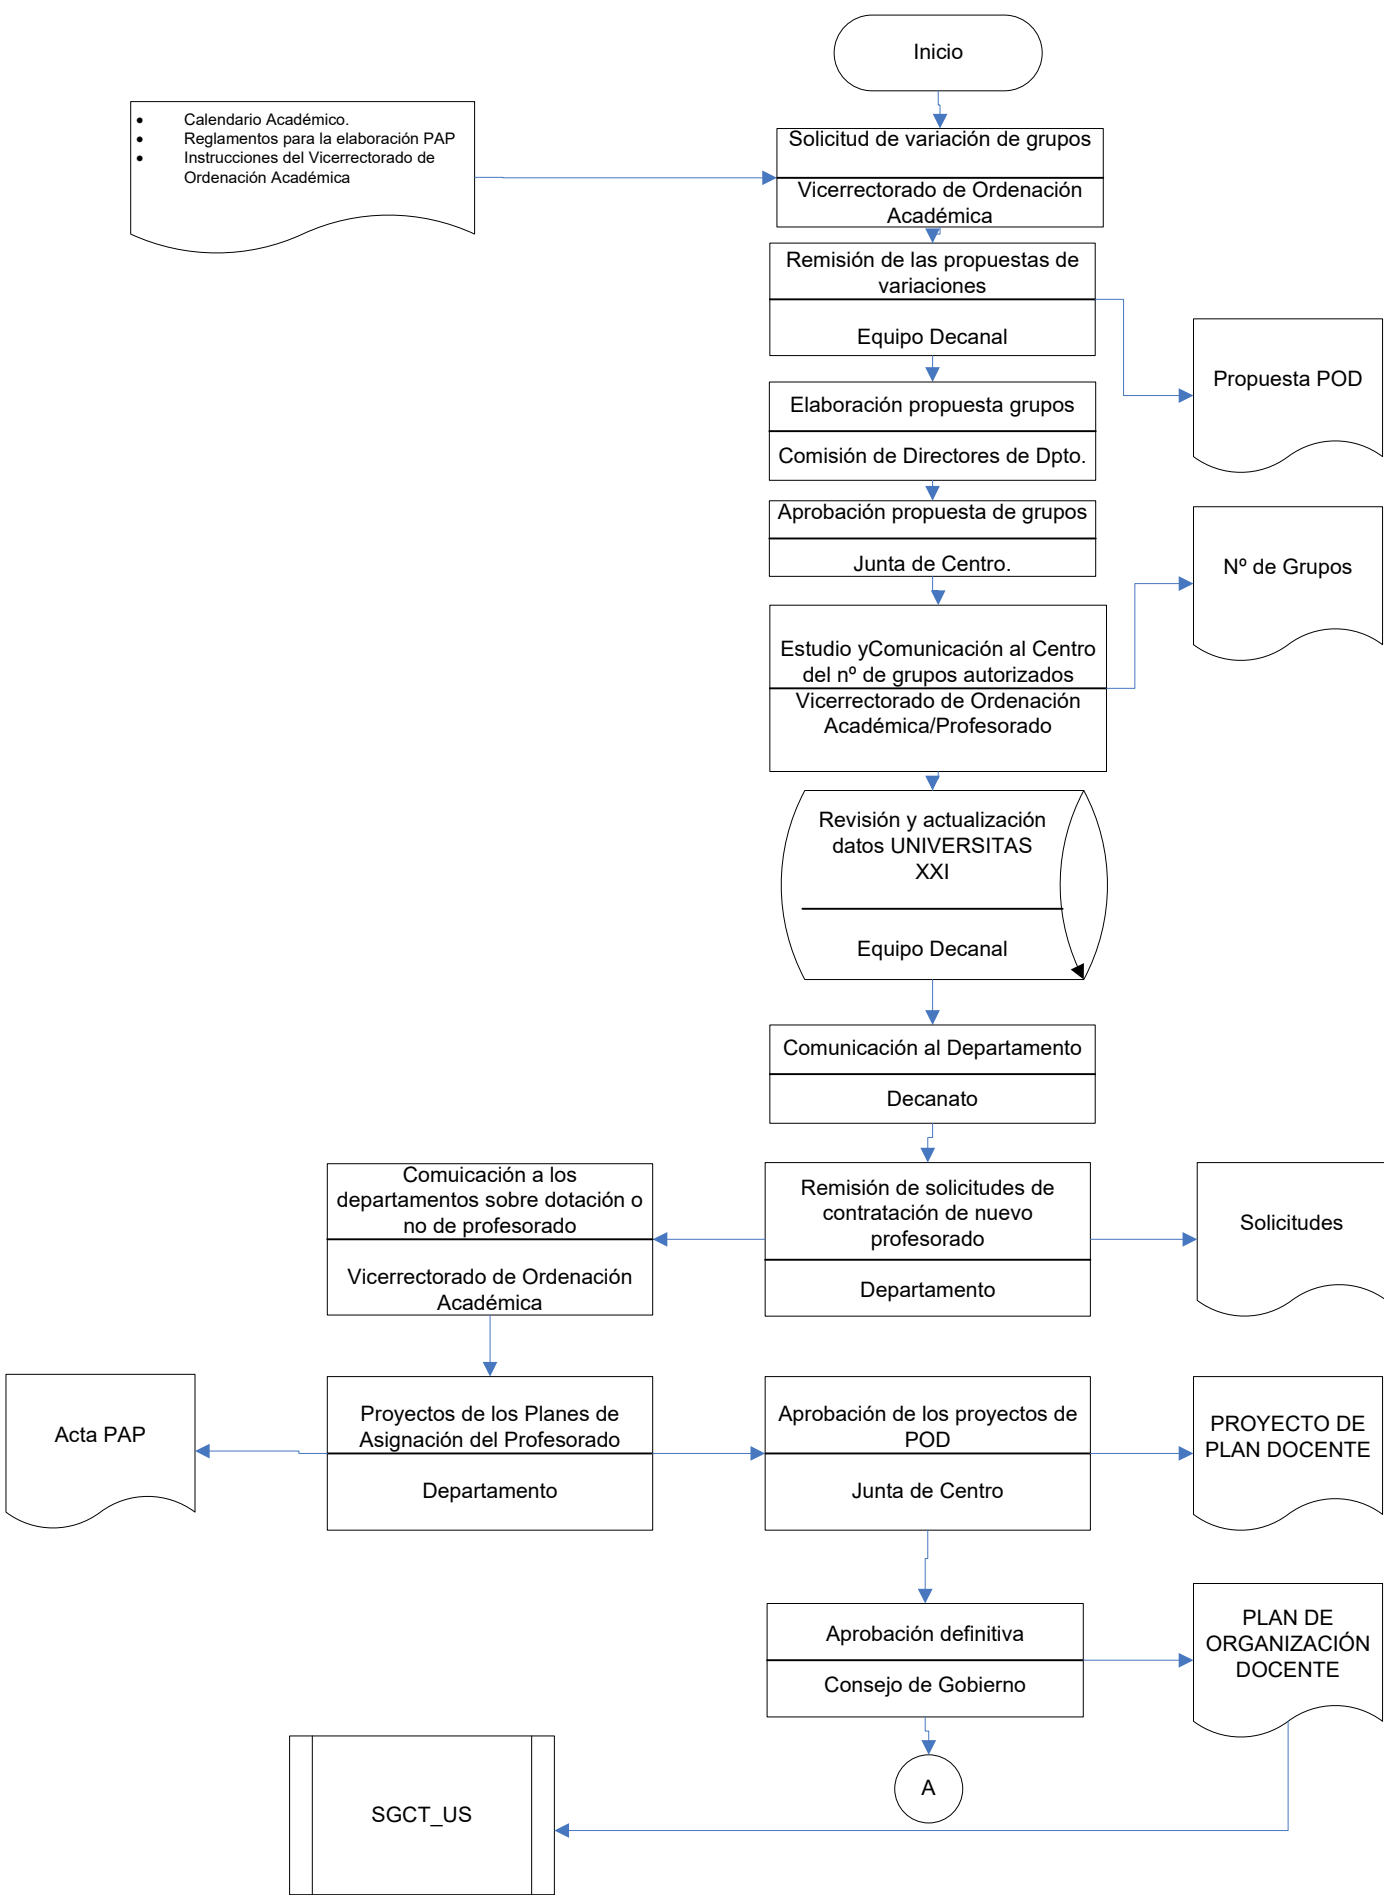 Inicio
• Calendario Académico.
• Reglamentos para la elaboración PAP
• Instrucciones del Vicerrectorado de
Ordenación Académica
Solicitud de variación de grupos
Vicerrectorado de Ordenación
Académica
Remisión de las propuestas de
variaciones
Equipo Decanal
Propuesta POD
Elaboración propuesta grupos
Comisión de Directores de Dpto.
Aprobación propuesta de grupos
Junta de Centro.
Nº de Grupos
Estudio yComunicación al Centro
del nº de grupos autorizados
Vicerrectorado de Ordenación
Académica/Profesorado
Revisión y actualización
datos UNIVERSITAS
XXI
Equipo Decanal
Comunicación al Departamento
Decanato
Comuicación a los
departamentos sobre dotación o
no de profesorado
Vicerrectorado de Ordenación
Académica
Remisión de solicitudes de
contratación de nuevo
profesorado
Departamento
Solicitudes
Acta PAP
Proyectos de los Planes de
Asignación del Profesorado
Departamento
Aprobación de los proyectos de
POD
Junta de Centro
PROYECTO DE
PLAN DOCENTE
Aprobación definitiva
Consejo de Gobierno
PLAN DE
ORGANIZACIÓN
DOCENTE
A
SGCT_US